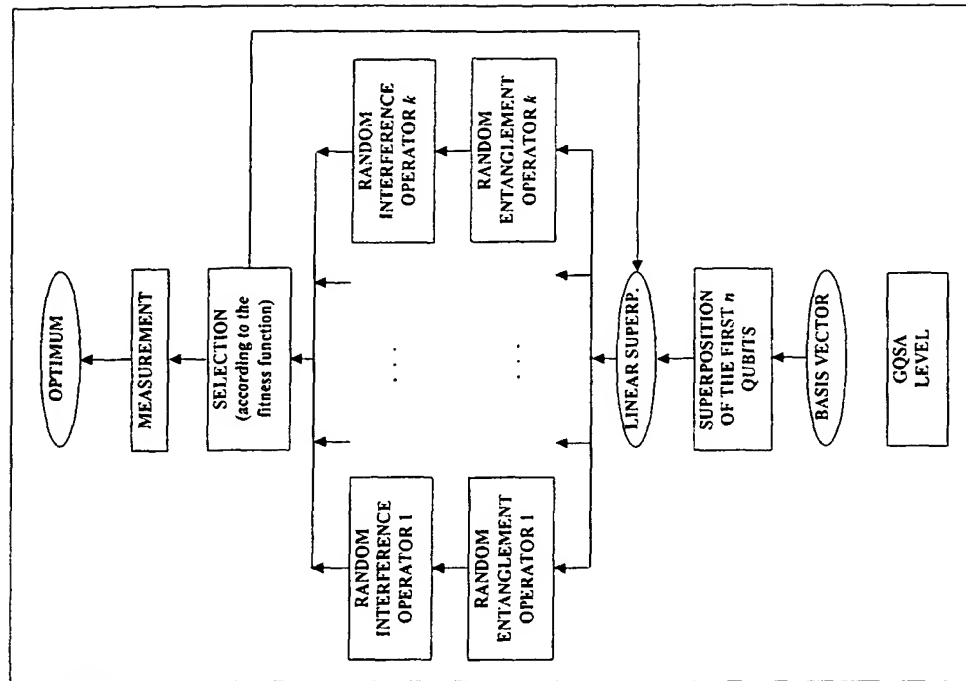 OPTIMUM
MEASUREMENT
SELECTION
(according to the
fitness function)
RANDOM
INTERFERENCE
OPERATOR 1
. . .
RANDOM
INTERFERENCE
OPERATOR k
RANDOM
ENTANGLEMENT
OPERATOR 1
. . .
RANDOM
ENTANGLEMENT
OPERATOR k
LINEAR SUPERP.
SUPERPOSITION
OF THE FIRST n
QUBITS
BASIS VECTOR
GQSA
LEVEL